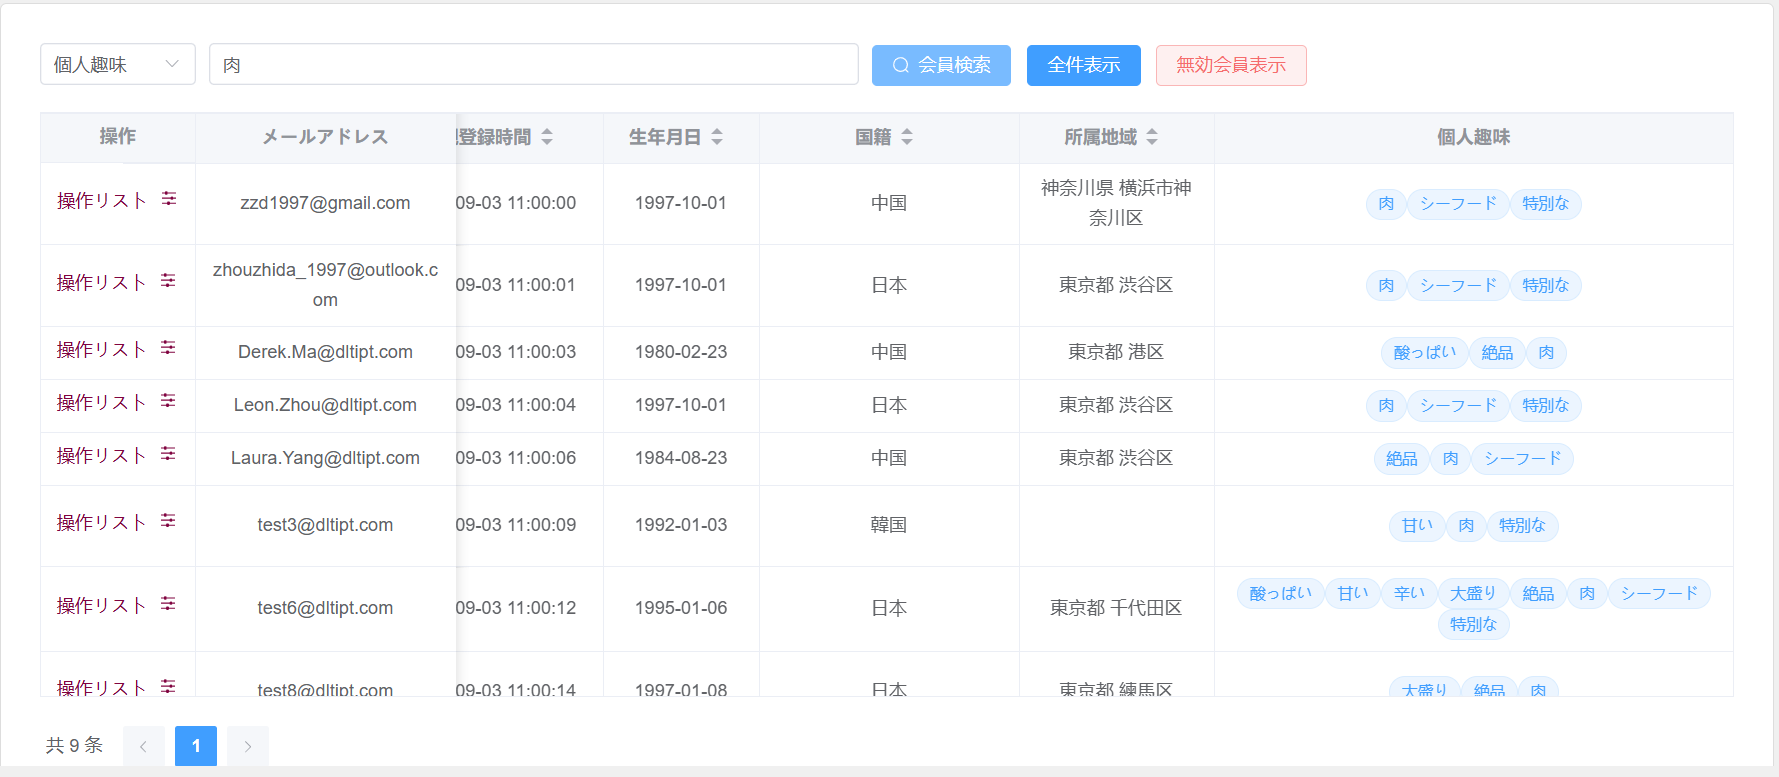 個人趣味 肉 会員検索 全件表示 無効会員表示
操作 メールアドレス 登録時間 生年月日 国籍 所属地域 個人趣味
操作リスト zzd1997@gmail.com 09-03 11:00:00 1997-10-01 中国 神奈川県 横浜市神 肉 シーフード 特別な
奈川区
操作リスト zhouzhida_1997@outlook.c 09-03 11:00:01 1997-10-01 日本 東京都 渋谷区 肉 シーフード 特別な
om
操作リスト Derek.Ma@dltipt.com 09-03 11:00:03 1980-02-23 中国 東京都 港区 酸っぱい 絶品 肉
操作リスト Leon.Zhou@dltipt.com 09-03 11:00:04 1997-10-01 日本 東京都 渋谷区 肉 シーフード 特別な
操作リスト Laura.Yang@dltipt.com 09-03 11:00:06 1984-08-23 中国 東京都 渋谷区 絶品 肉 シーフード
操作リスト test3@dltipt.com 09-03 11:00:09 1992-01-03 韓国 甘い 肉 特別な
操作リスト test6@dltipt.com 09-03 11:00:12 1995-01-06 日本 東京都 千代田区 酸っぱい 甘い 辛い 大盛り 絶品 肉 シーフード
特別な
操作リスト test8@dltipt.com 09-03 11:00:14 1997-01-08 日本 東京都 練馬区 大盛り 絶品 肉
共 9 条 1